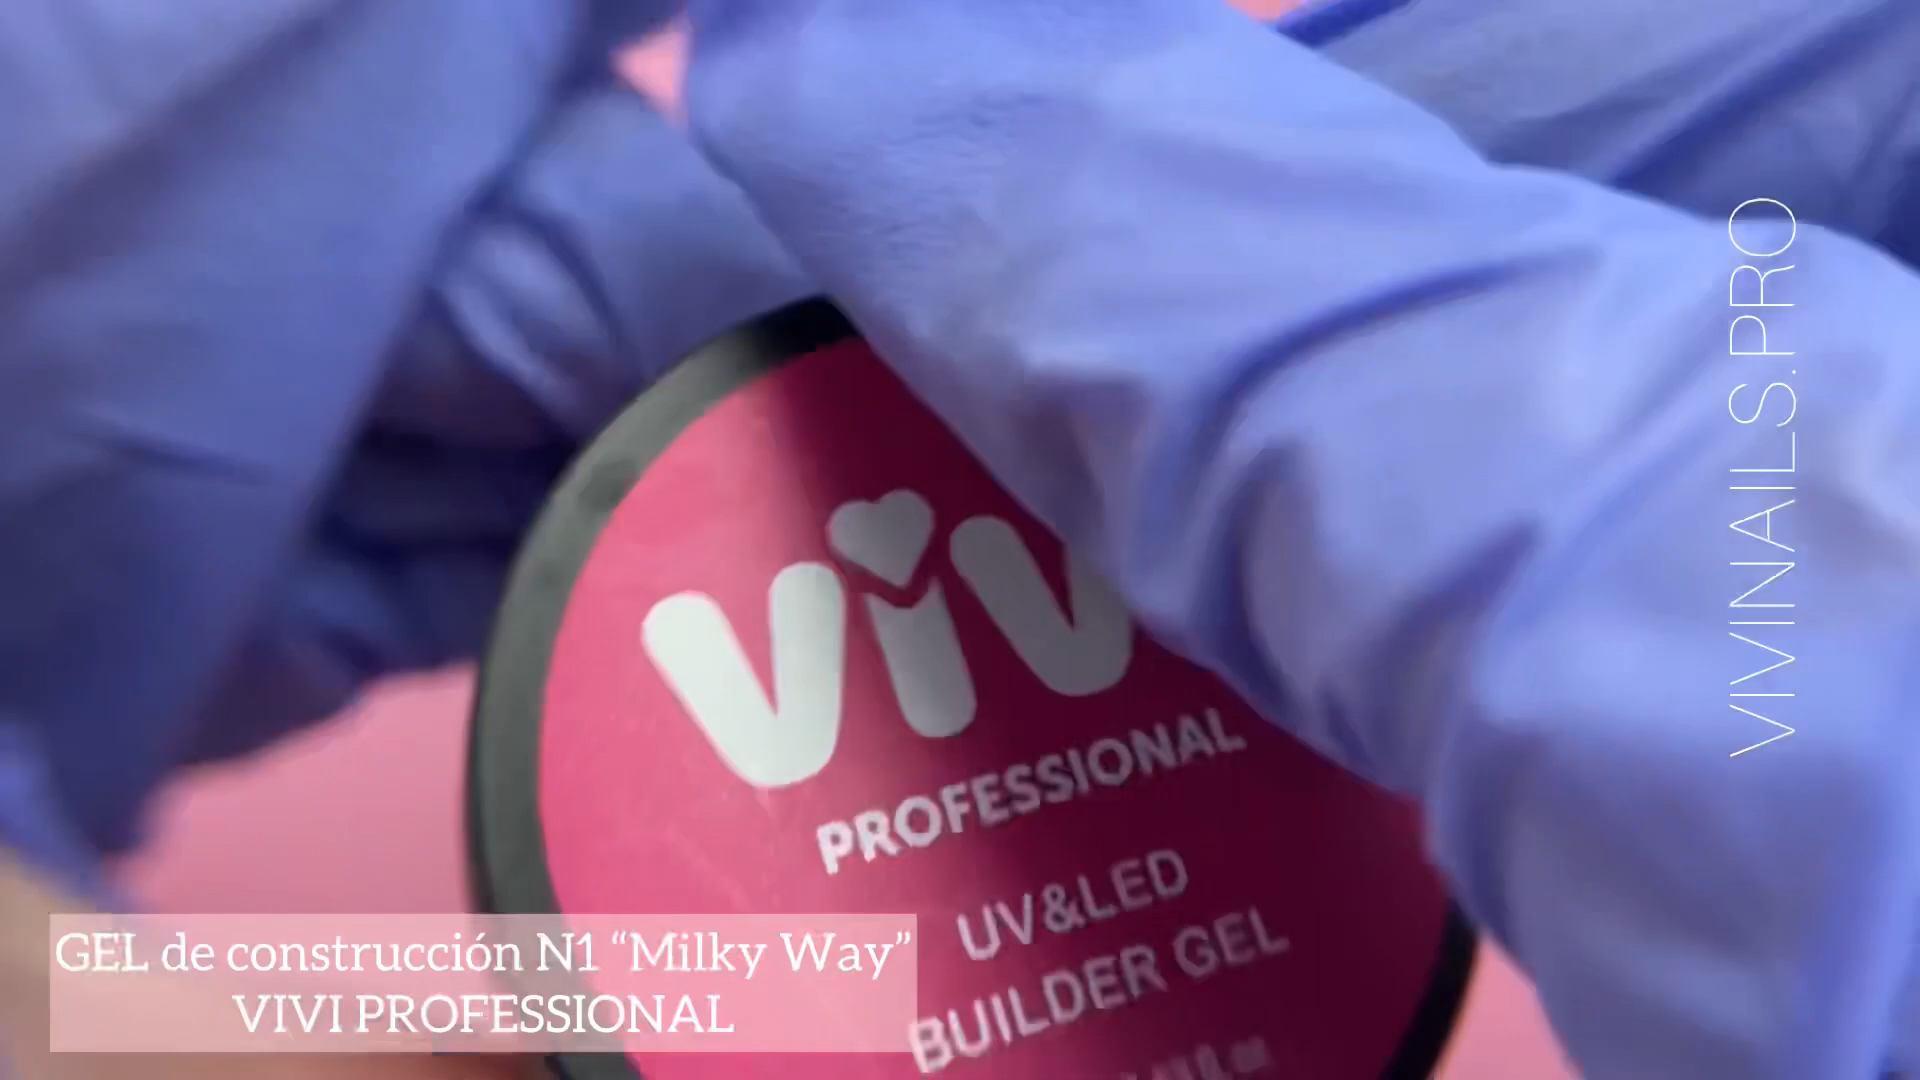 VIV
PROFESSIONAL
UV&LED
BUILDER GEL
GEL de construcción N1 “Milky Way”
VIVI PROFESSIONAL
VIVINAILS.PRO